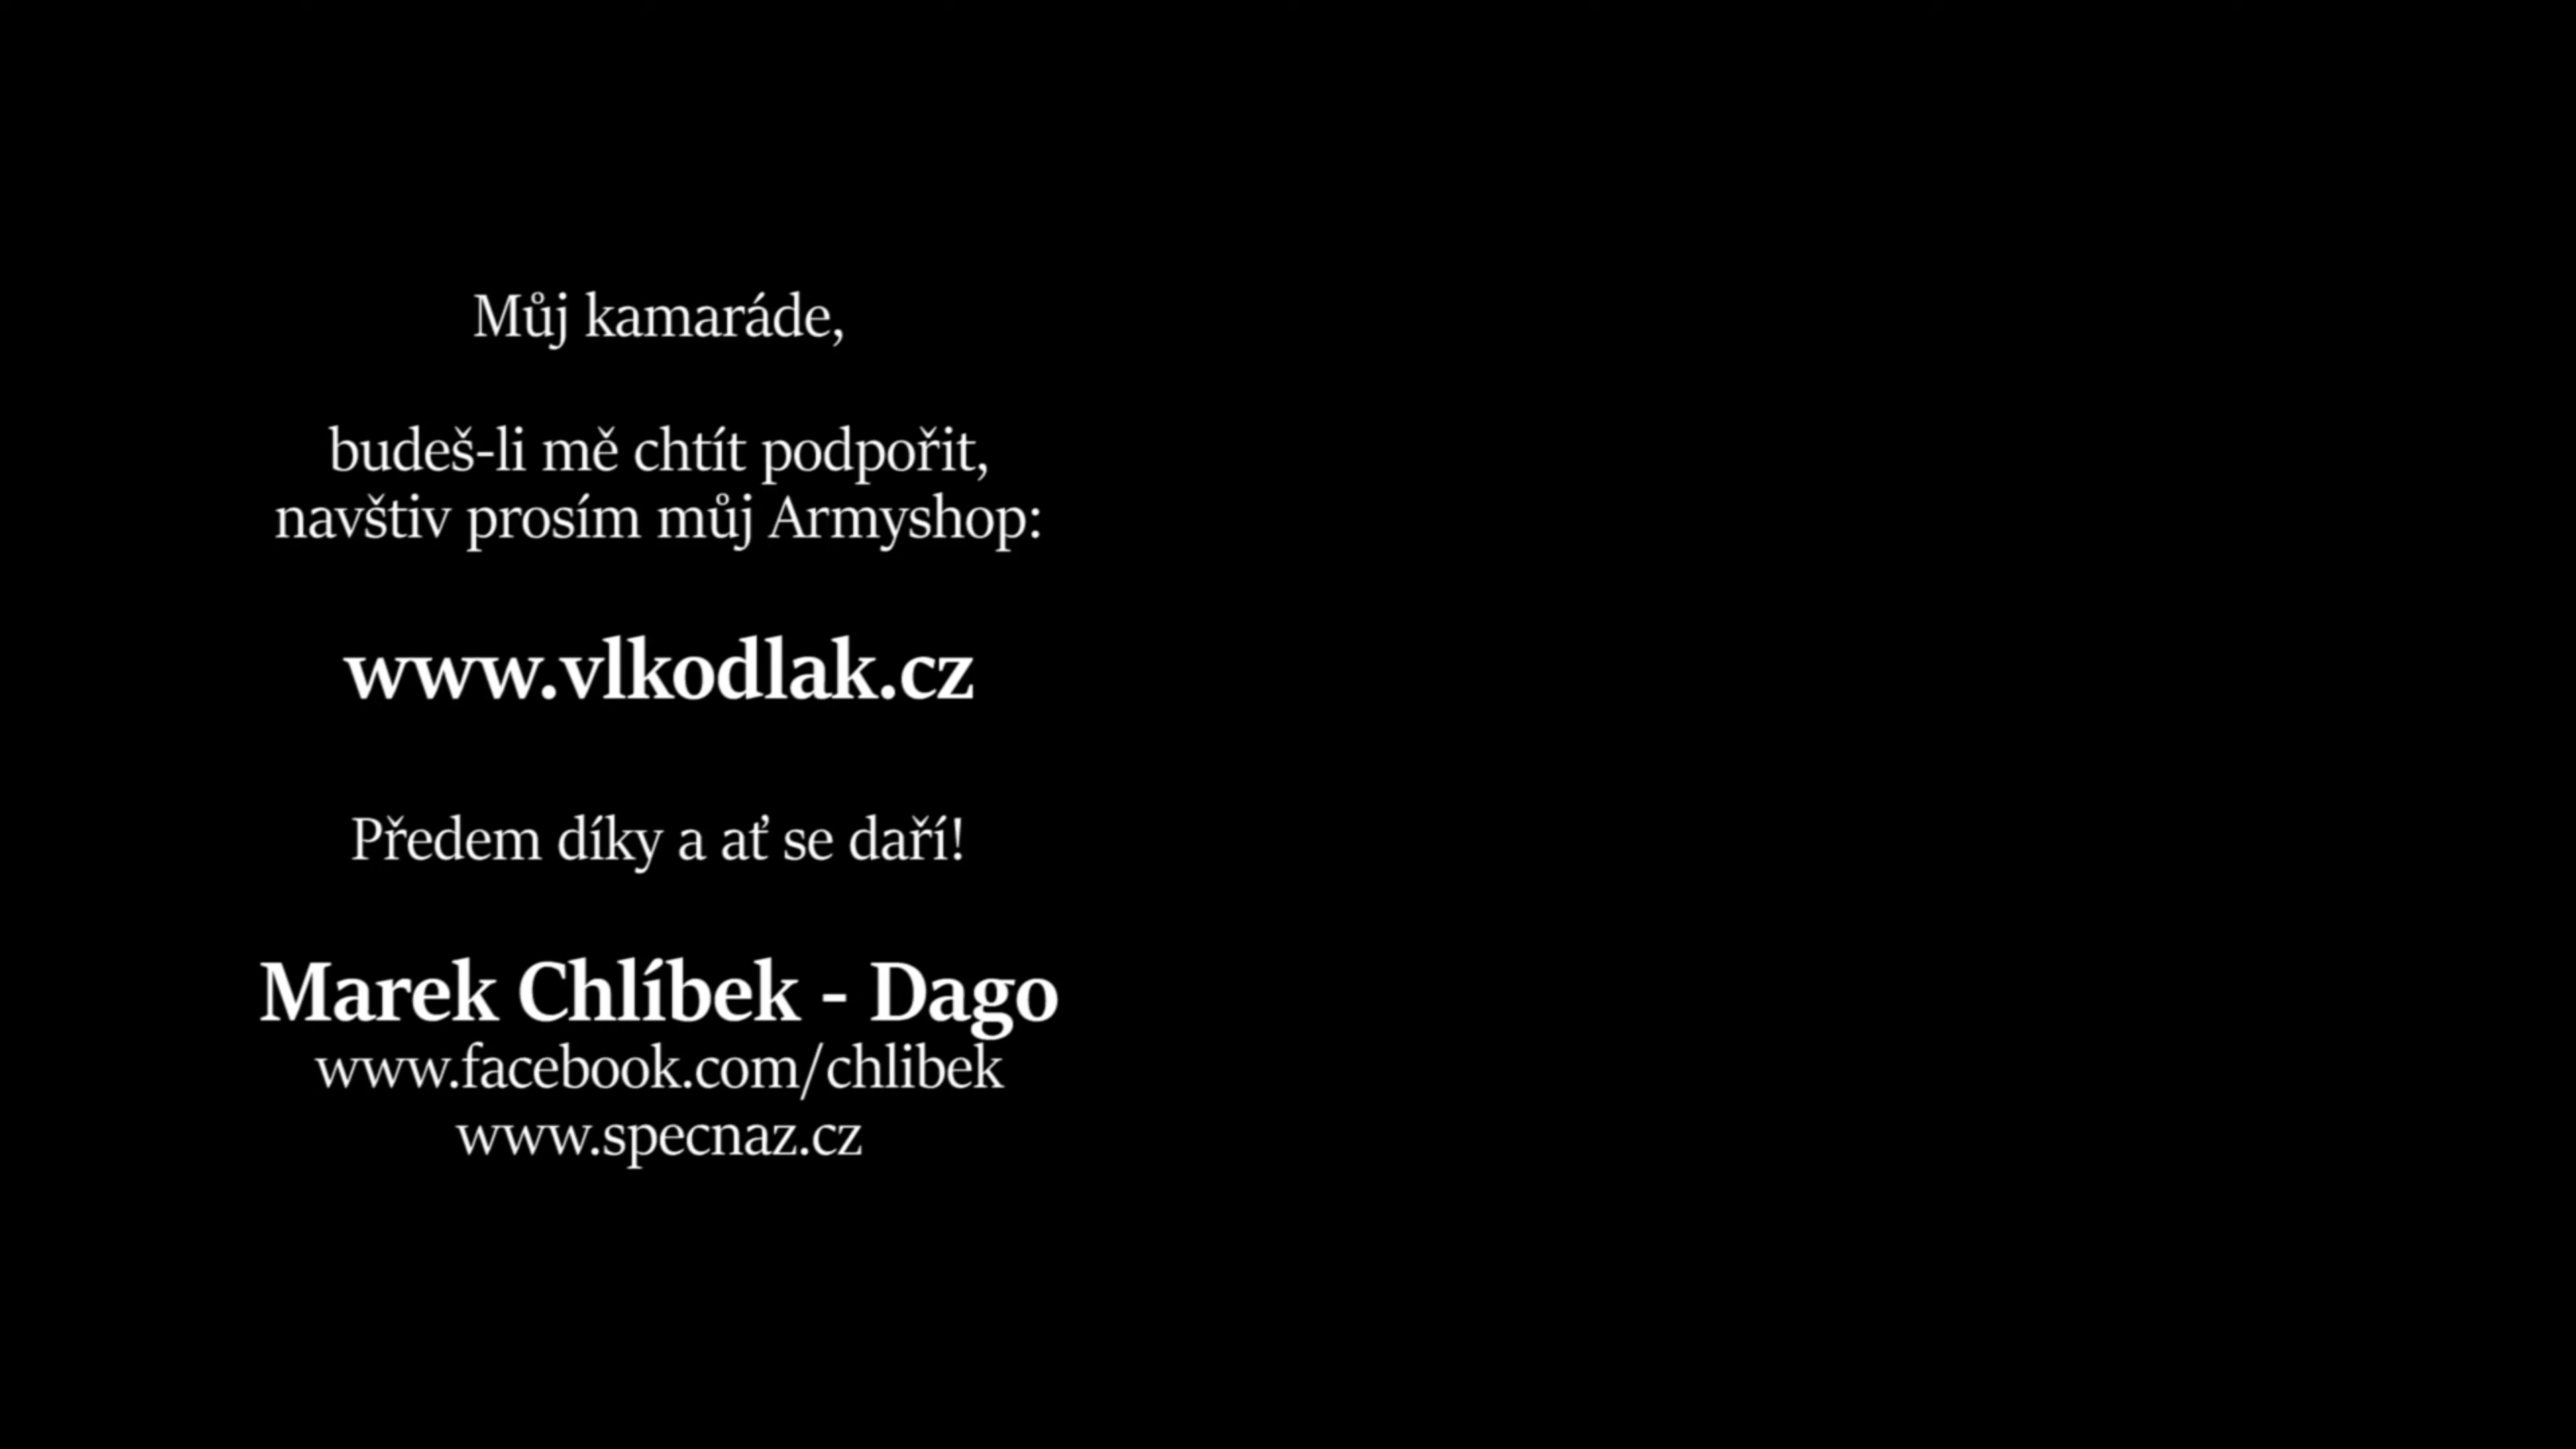 Můj kamaráde,
budeš-li mě chtít podpořit,
navštiv prosím můj Armyshop:
www.vlkodlak.cz
Předem díky a ať se daří!
Marek Chlíbek - Dago
www.facebook.com/chlibek
www.specnaz.cz